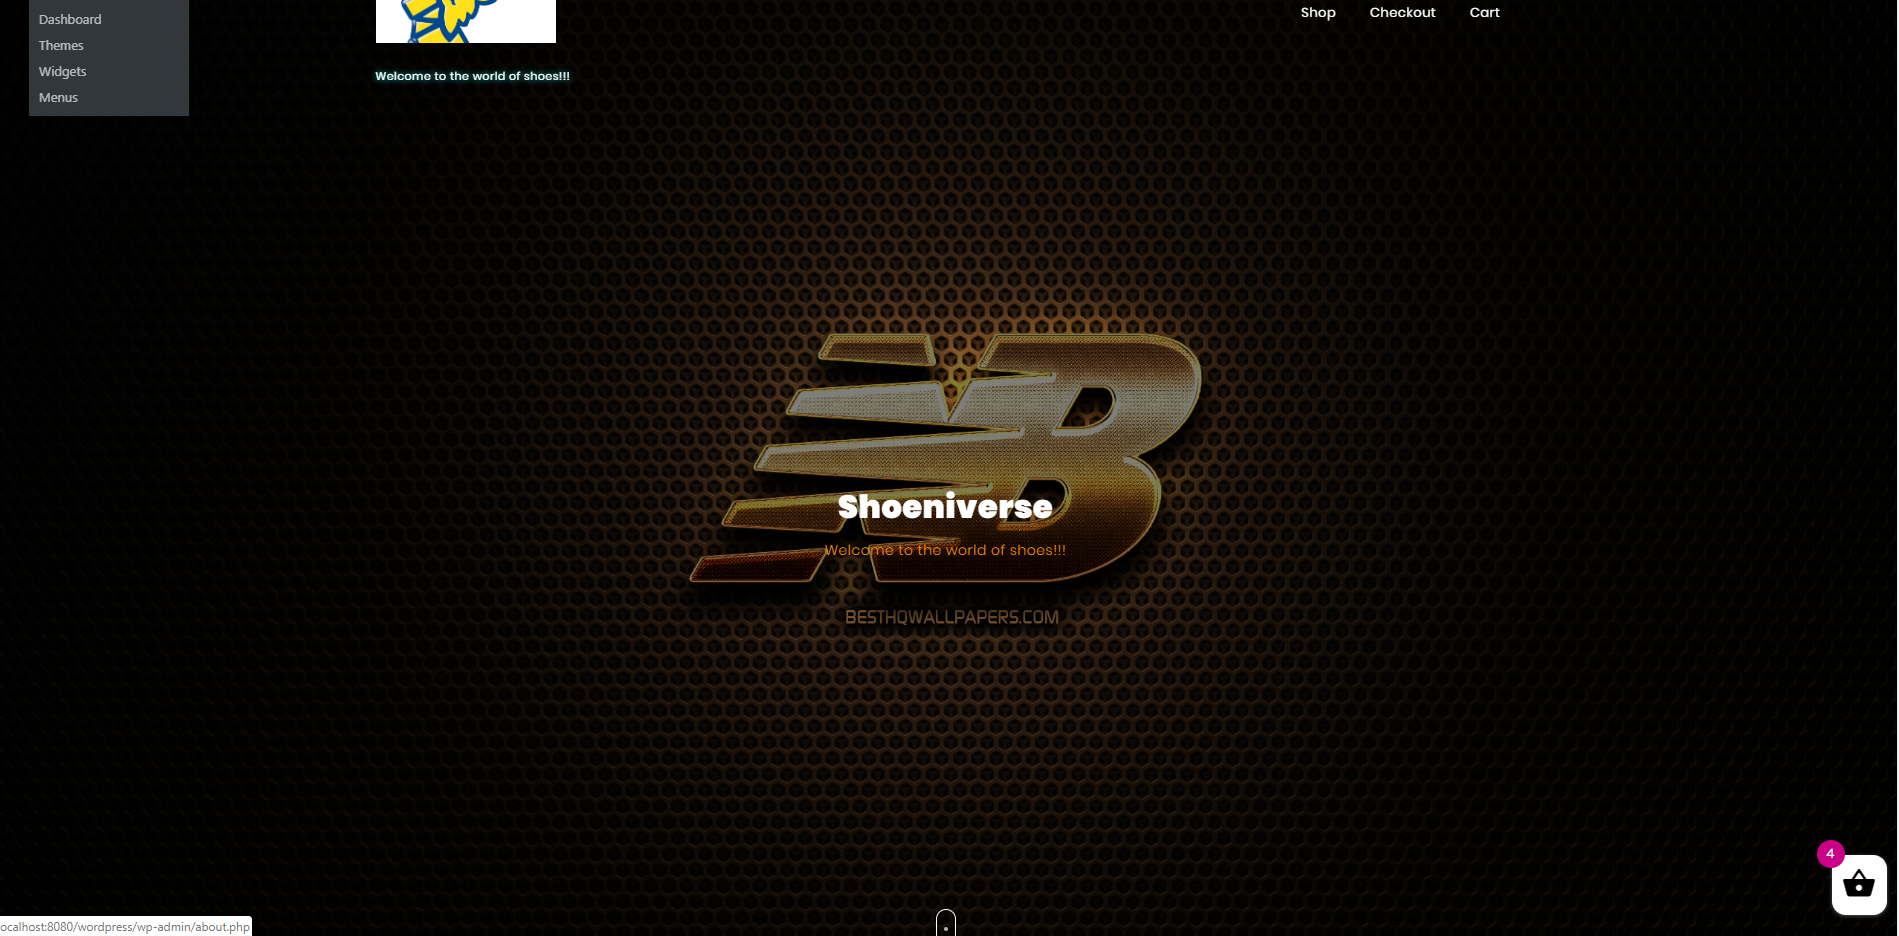 Dashboard
Themes
Widgets
Menus
Shop Checkout Cart
Welcome to the world of shoes!!!
Shoeniverse
Welcome to the world of shoes!!!
BESTHQWALLPAPERS.COM
4
ocalhost:8080/wordpress/wp-admin/about.php